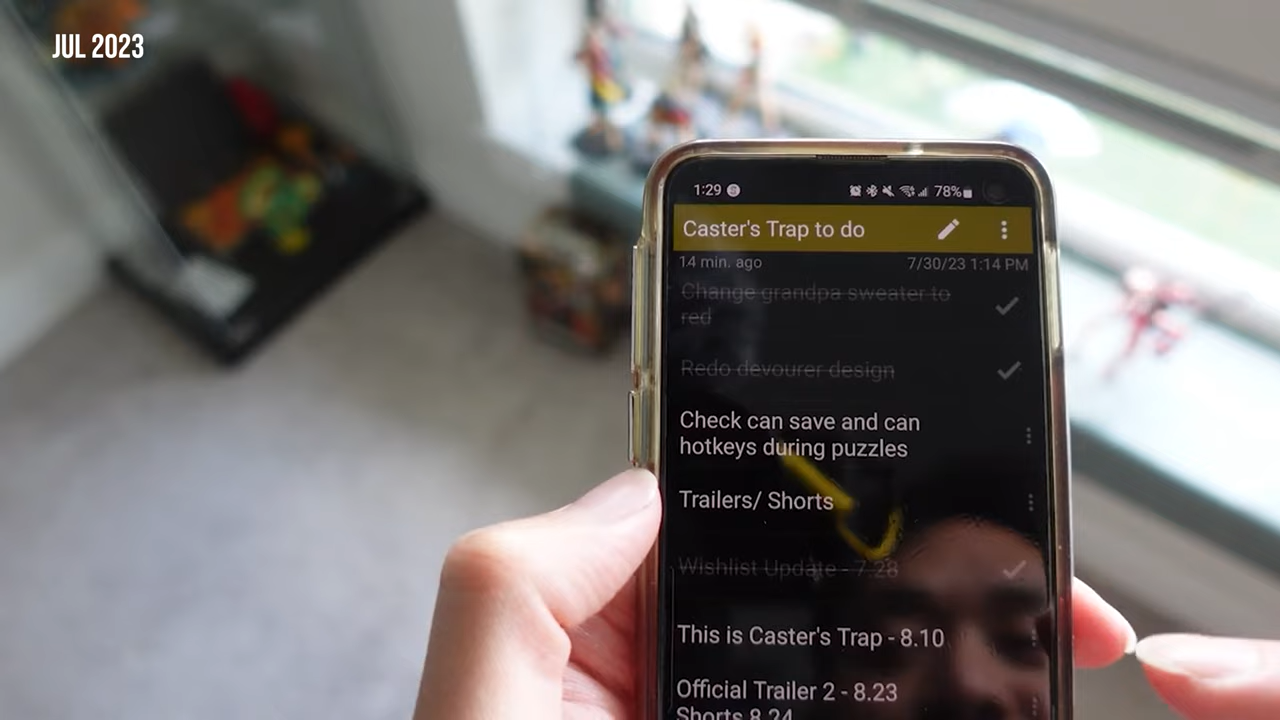 JUL 2023
1:29
78%
Caster's Trap to do
14 min. ago 7/30/23 1:14 PM
Change grandpa sweater to
red
Redo devourer design
Check can save and can
hotkeys during puzzles
Trailers/ Shorts
Wishlist Update - 7.28
This is Caster's Trap - 8.10
Official Trailer 2 - 8.23
Shorts 8.24